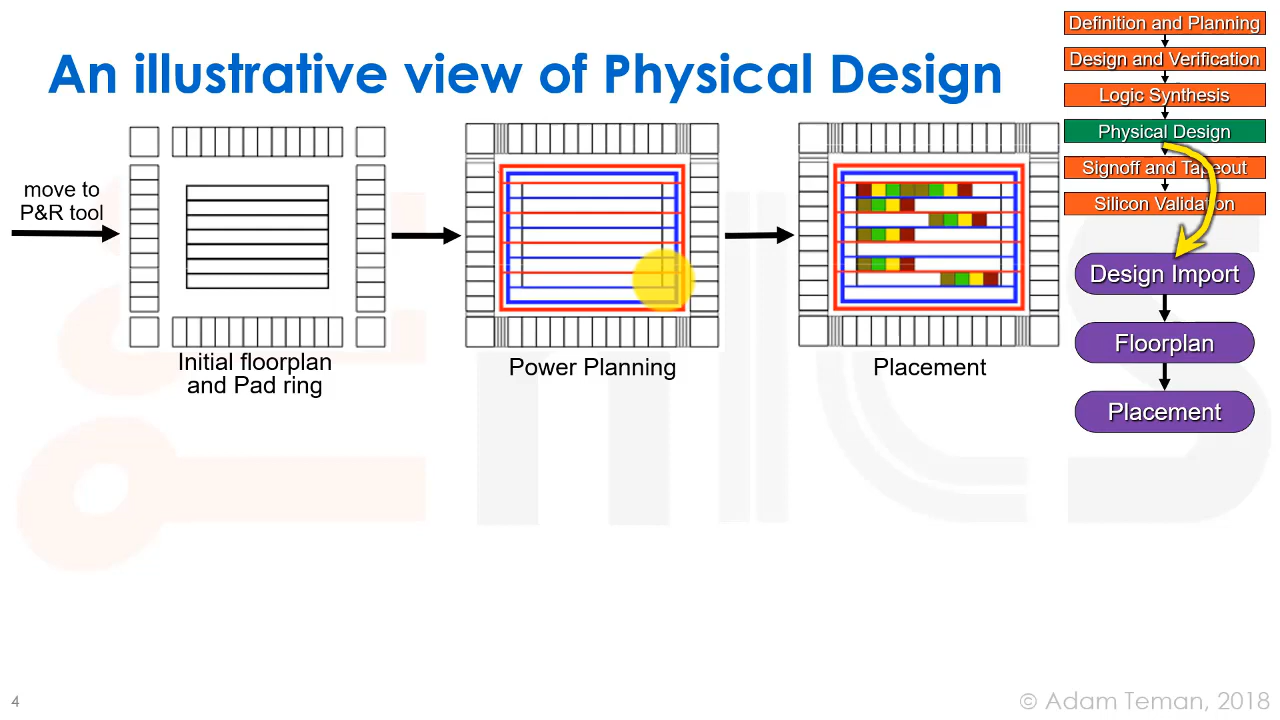 An illustrative view of Physical Design
Definition and Planning
Design and Verification
Logic Synthesis
Physical Design
Signoff and Tapeout
Silicon Validation
move to
P&R tool
Initial floorplan
and Pad ring
Power Planning
Placement
Design Import
Floorplan
Placement
4
© Adam Teman, 2018